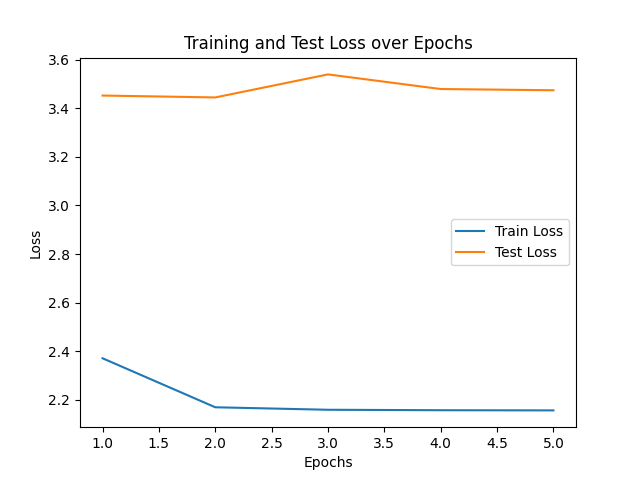 Training and Test Loss over Epochs
3.6
3.4
3.2
3.0
2.8
2.6
2.4
2.2
Loss
Train Loss
Test Loss
1.0 1.5 2.0 2.5 3.0 3.5 4.0 4.5 5.0
Epochs